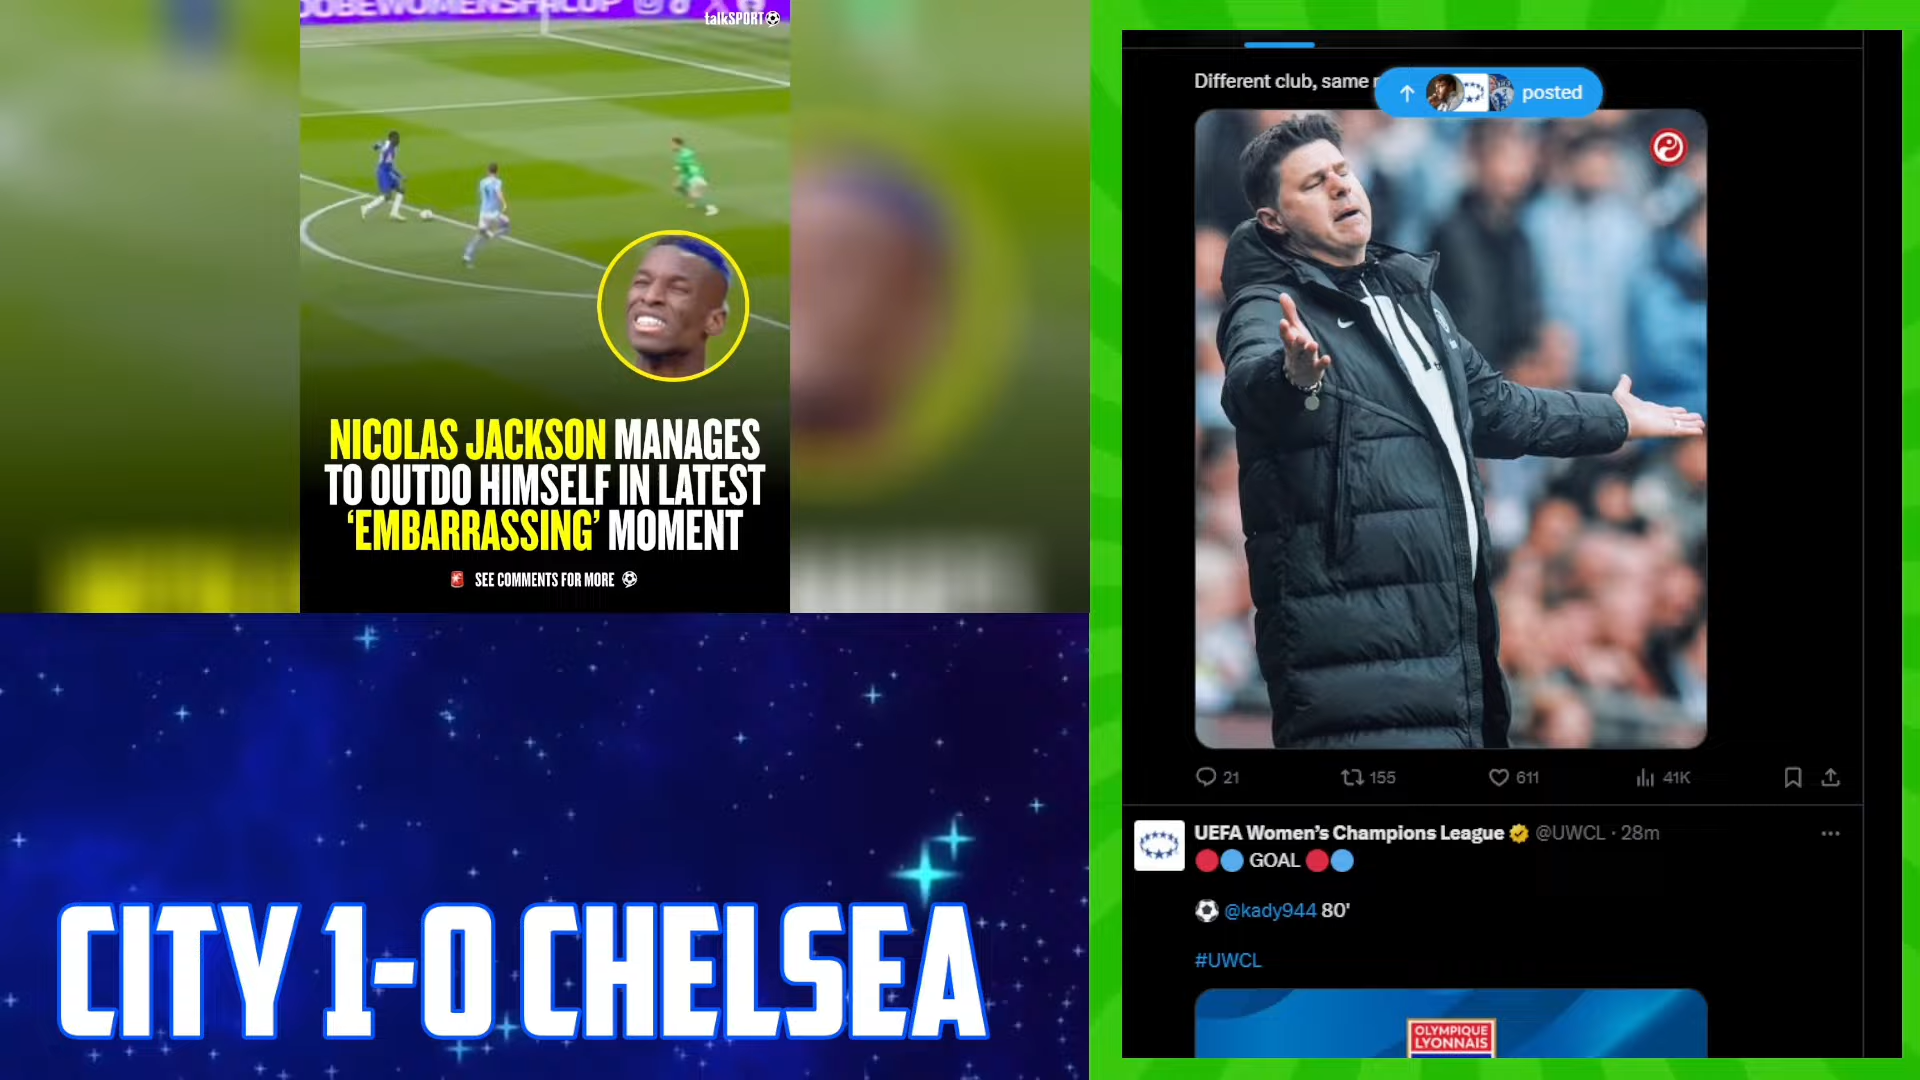 OBEWOMENSFACUP
talkSPORT
NICOLAS JACKSON MANAGES
TO OUTDO HIMSELF IN LATEST
‘EMBARRASSING’ MOMENT
SEE COMMENTS FOR MORE
CITY 1-0 CHELSEA
Different club, same
posted
21 155 611 41K
UEFA Women’s Champions League @UWCL · 28m
GOAL
@kady944 80'
#UWCL
OLYMPIQUE
LYONNAIS